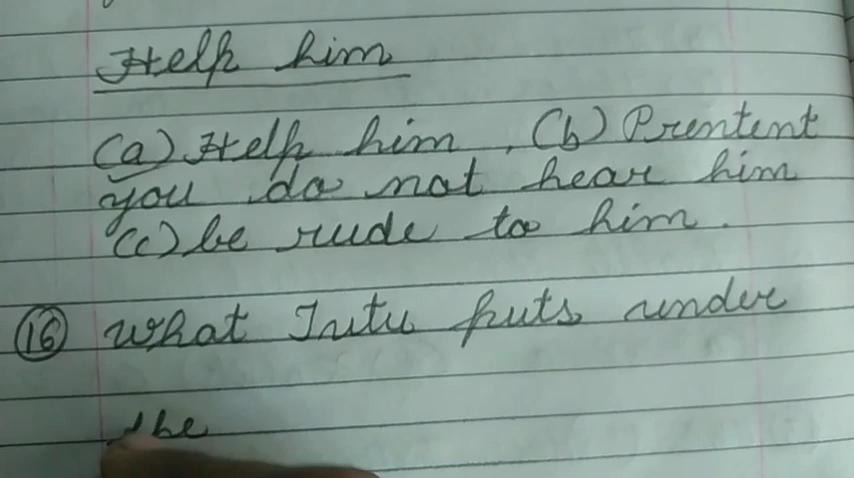 Help him
(a) Help him, (b) Prentent
you do not hear him
(c) be rude to him.
(16) What Tutu puts under
the